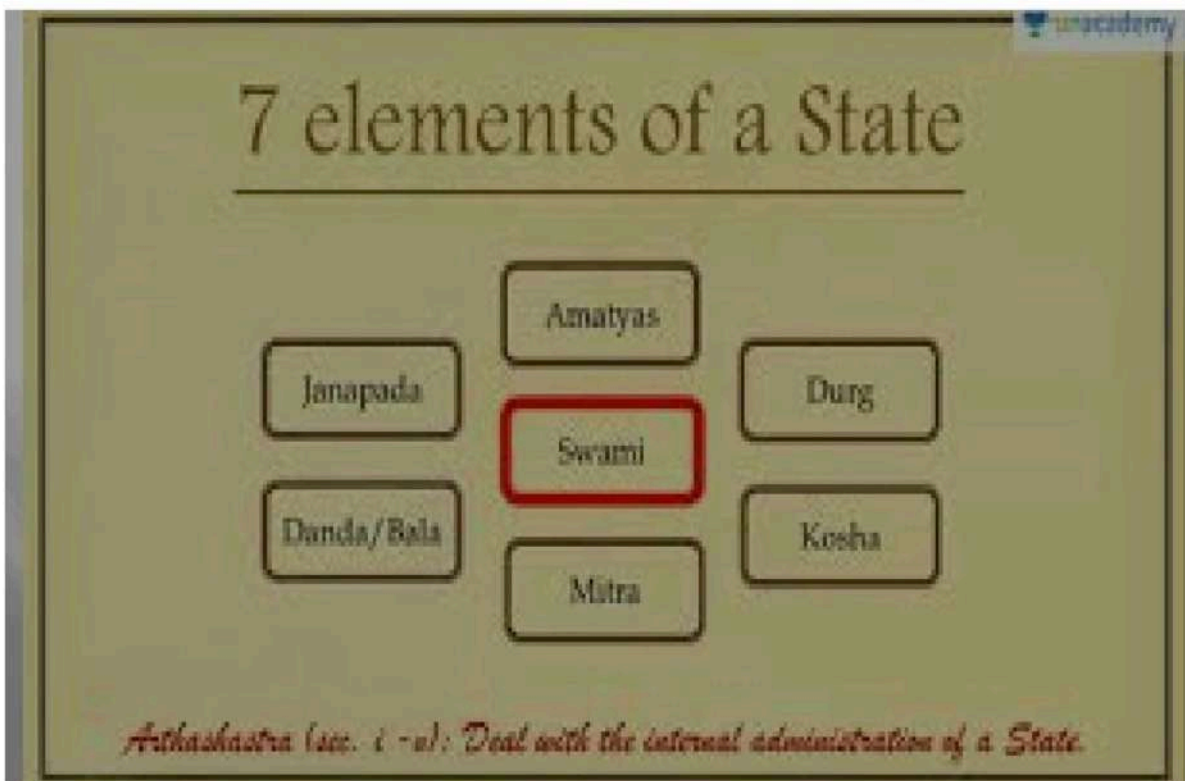 unacademy
7 elements of a State
Amatyas
Janapada
Durg
Swami
Danda/Bala
Kosha
Mitra
Arthashastra (sec. i - v): Deal with the internal administration of a State.